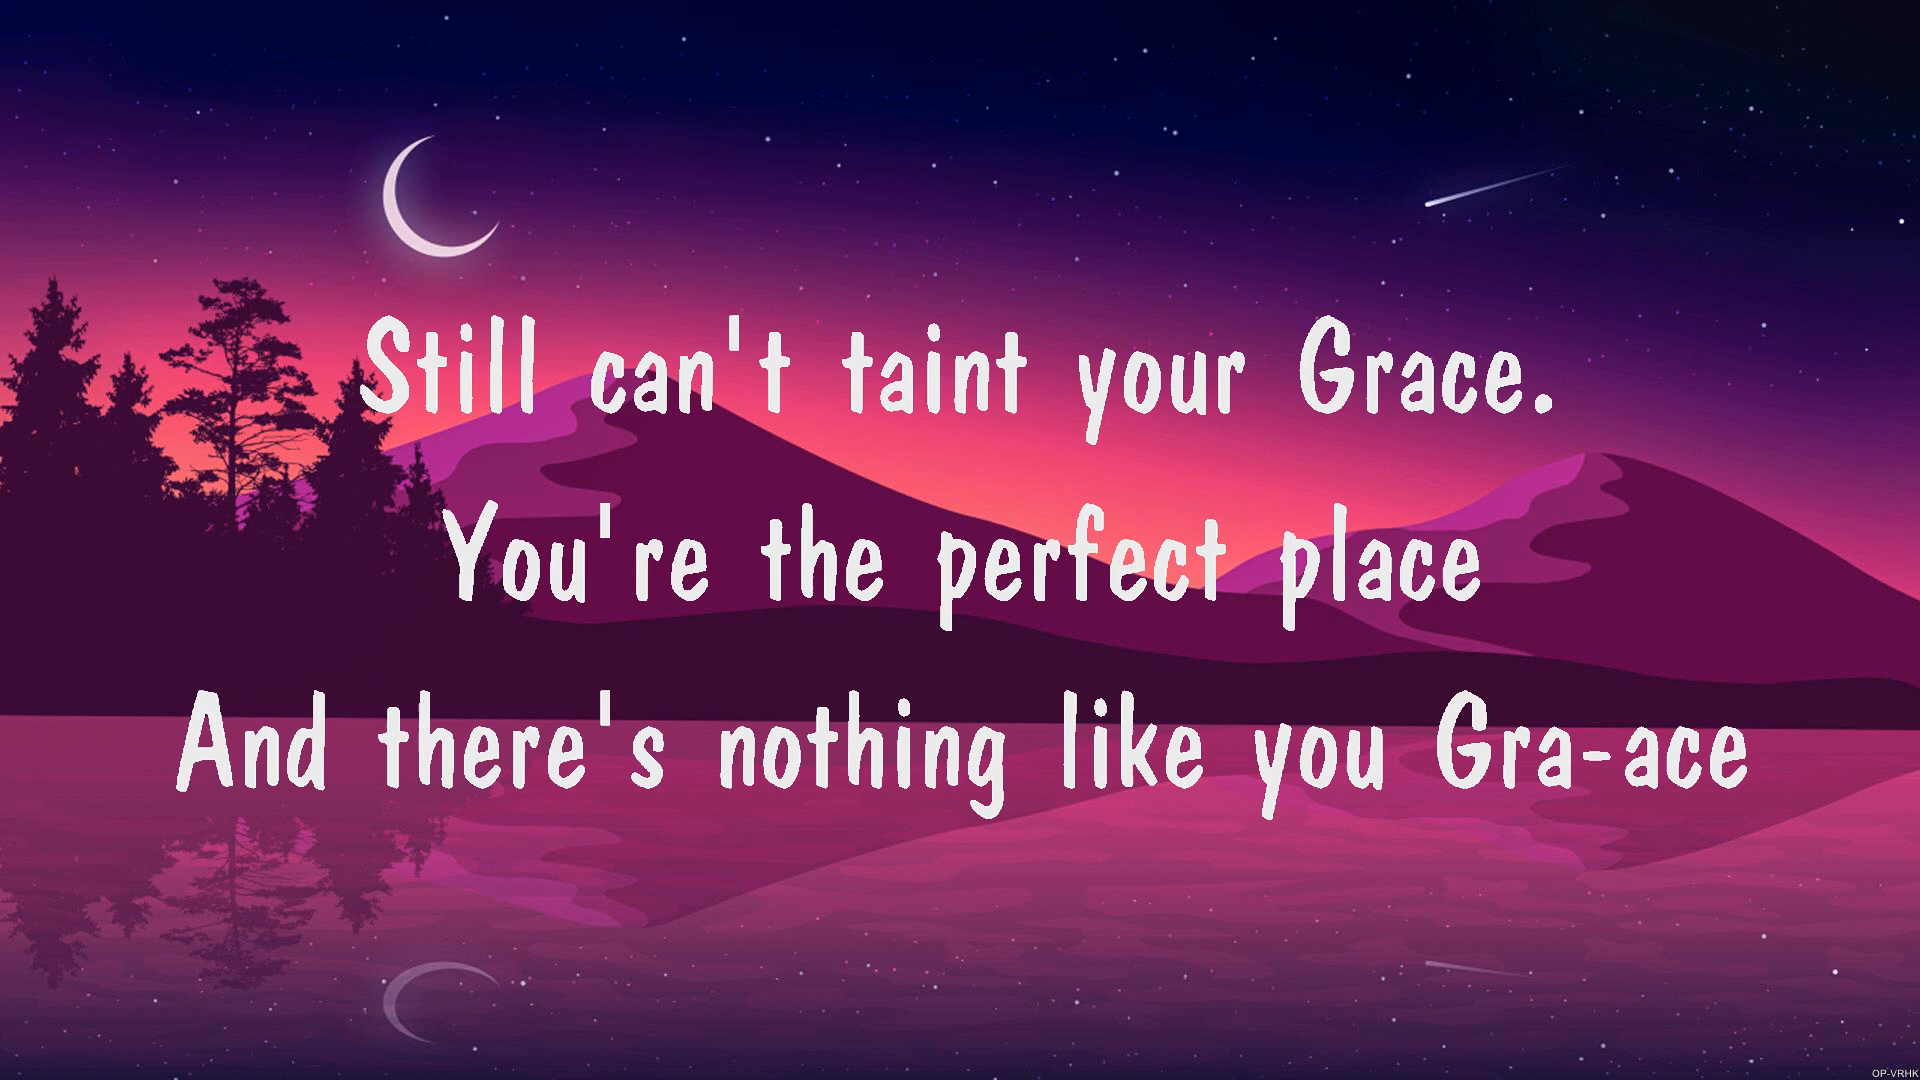 Still can't taint your Grace.
You're the perfect place
And there's nothing like you Gra-ace
OP-VRHK